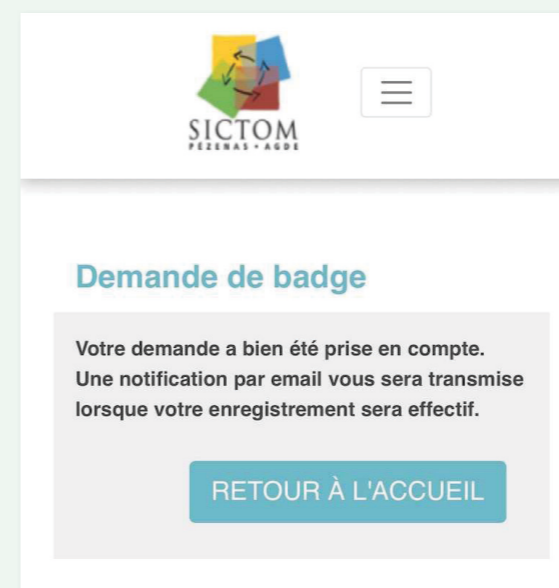 SICTOM
PÉZENAS • AGDE
Demande de badge
Votre demande a bien été prise en compte.
Une notification par email vous sera transmise
lorsque votre enregistrement sera effectif.
RETOUR À L'ACCUEIL